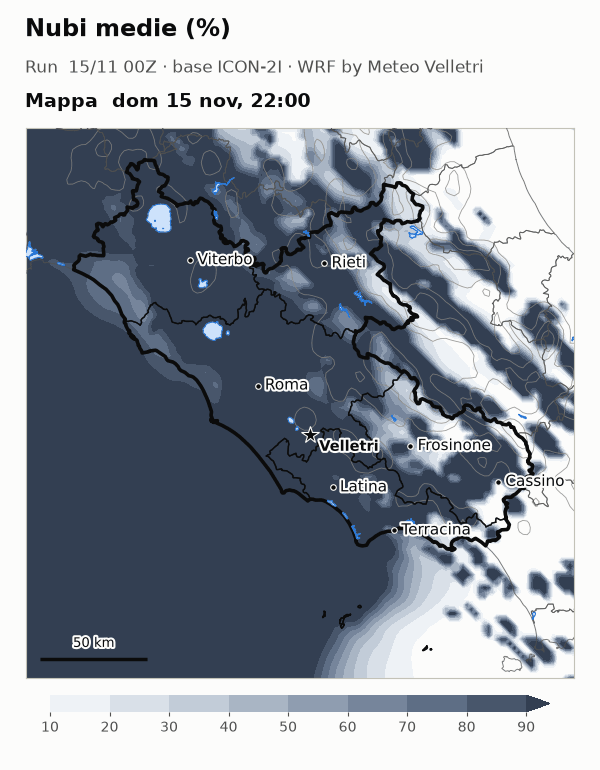 Nubi medie (%)
Run  15/11 00Z · base ICON-2I · WRF by Meteo Velletri
Mappa  dom 15 nov, 22:00
Viterbo
Rieti
Roma
Velletri
Frosinone
Cassino
Latina
Terracina
50 km
10 20 30 40 50 60 70 80 90